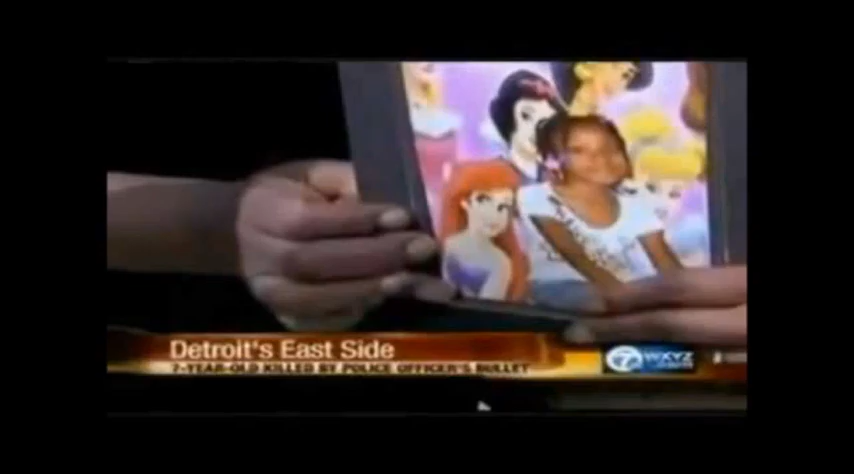 Detroit's East Side
7-YEAR-OLD KILLED BY POLICE OFFICER'S BULLET
7 WXYZ